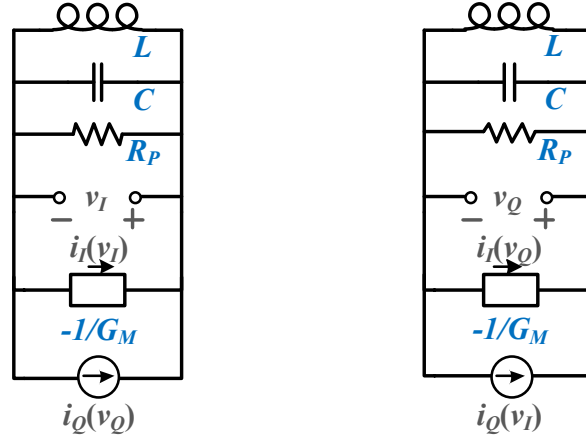 L
C
R_P
− v_I +
i_I(v_I)
-1/G_M
i_Q(v_Q)
L
C
R_P
− v_Q +
i_I(v_Q)
-1/G_M
i_Q(v_I)